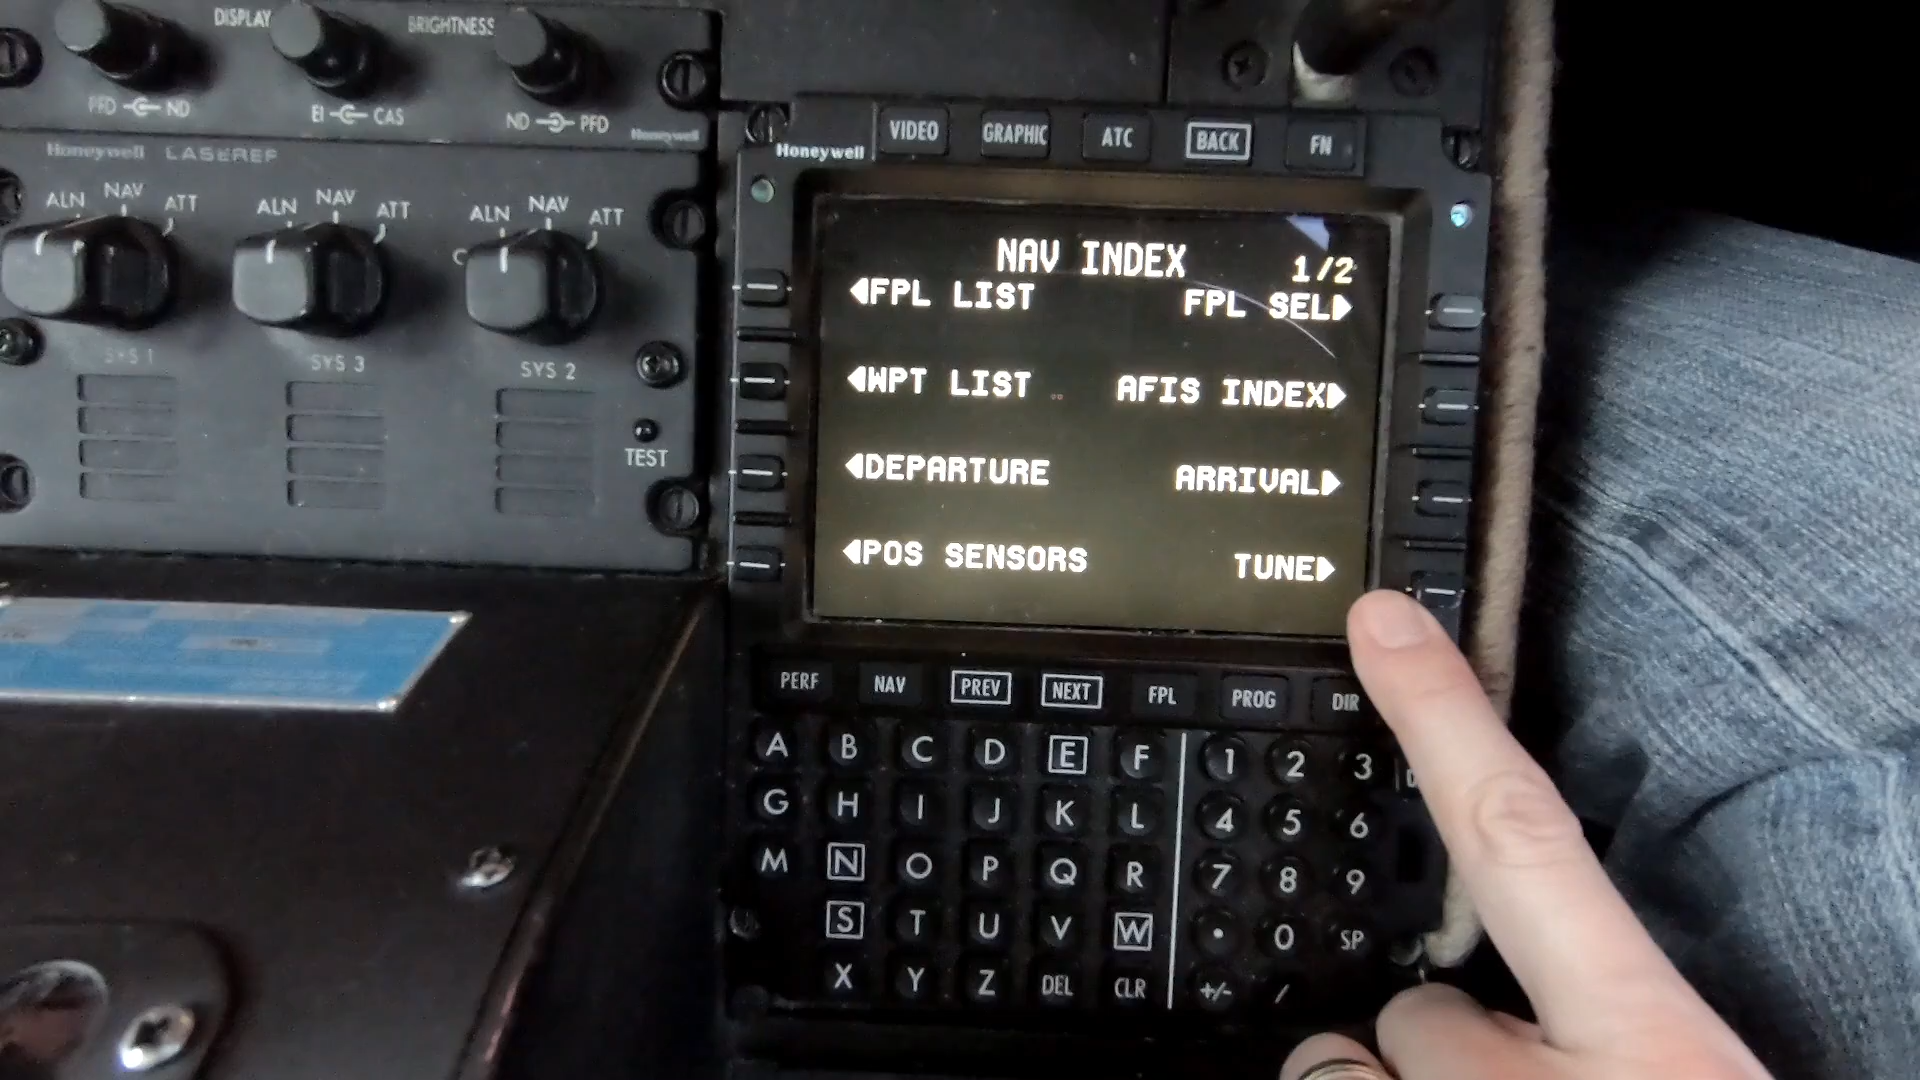 DISPLAY BRIGHTNESS
PFD ND
EI CAS
ND PFD
Honeywell
Honeywell LASEREF
ALN NAV ATT
ALN NAV ATT
ALN NAV ATT
SYS 1
SYS 3
SYS 2
TEST
VIDEO GRAPHIC ATC BACK FN
Honeywell
NAV INDEX 1/2
FPL LIST FPL SEL
WPT LIST AFIS INDEX
DEPARTURE ARRIVAL
POS SENSORS TUNE
PERF NAV PREV NEXT FPL PROG DIR
A B C D E F 1 2 3
G H I J K L 4 5 6
M N O P Q R 7 8 9
S T U V W • 0 SP
X Y Z DEL CLR +/- /